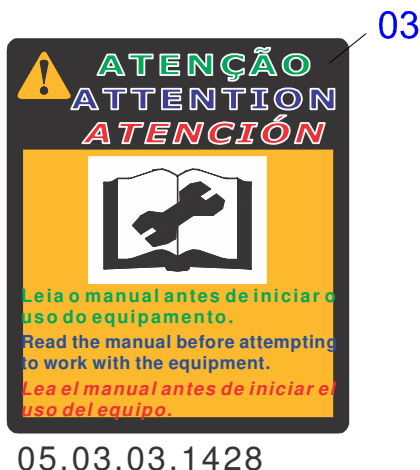 03
ATENÇÃO
ATTENTION
ATENCIÓN
Leia o manual antes de iniciar o
uso do equipamento.
Read the manual before attempting
to work with the equipment.
Lea el manual antes de iniciar el
uso del equipo.
05.03.03.1428